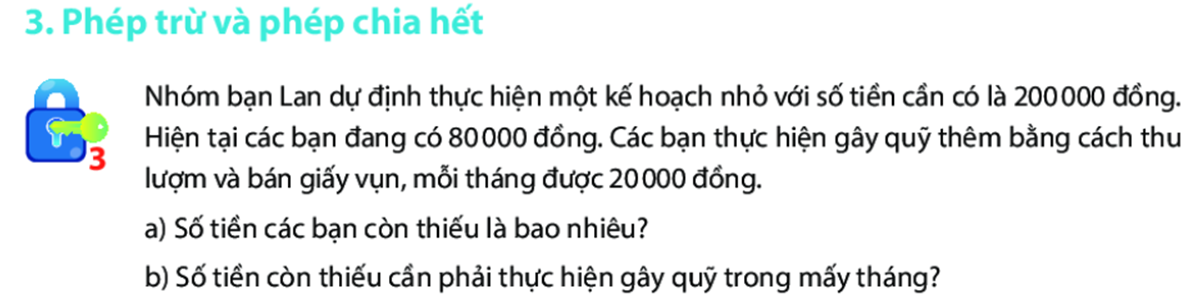 3. Phép trừ và phép chia hết
Nhóm bạn Lan dự định thực hiện một kế hoạch nhỏ với số tiền cần có là 200 000 đồng.
Hiện tại các bạn đang có 80 000 đồng. Các bạn thực hiện gây quỹ thêm bằng cách thu
3
lượm và bán giấy vụn, mỗi tháng được 20 000 đồng.
a) Số tiền các bạn còn thiếu là bao nhiêu?
b) Số tiền còn thiếu cần phải thực hiện gây quỹ trong mấy tháng?